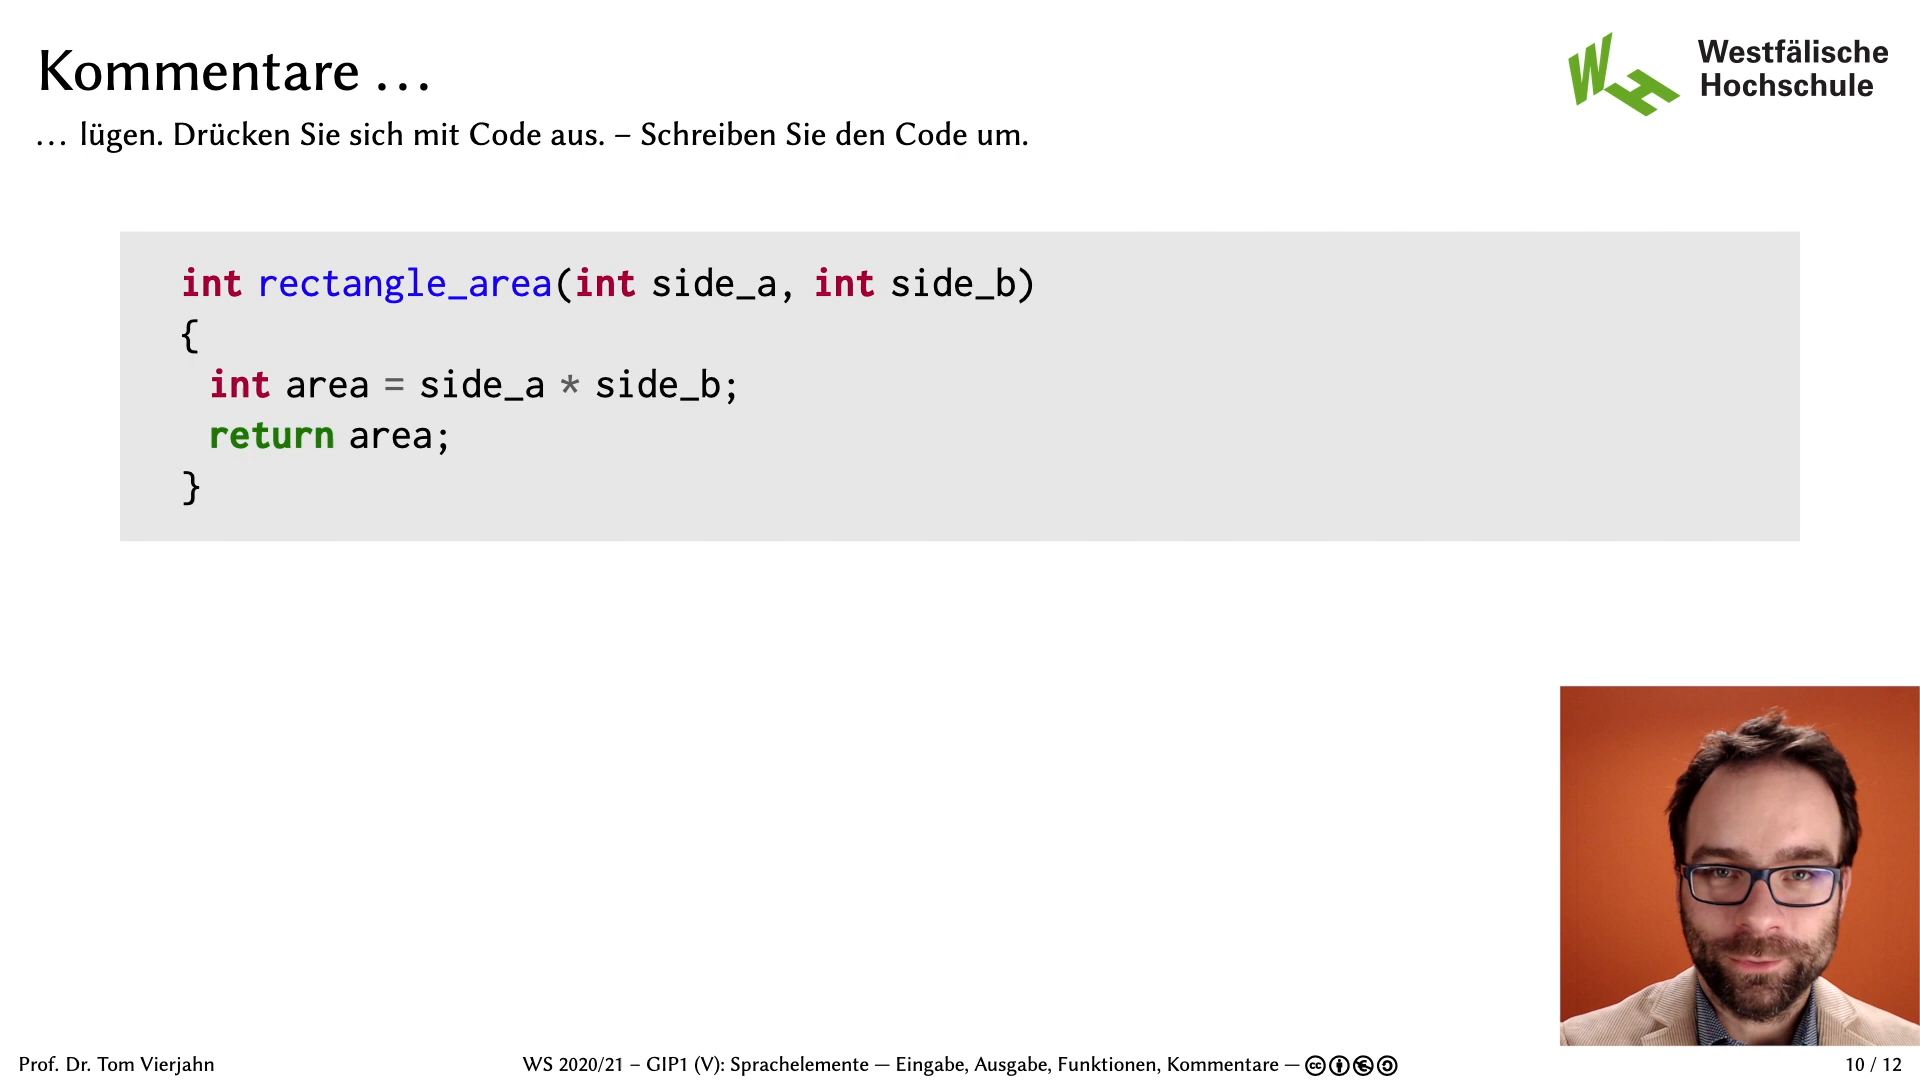 Kommentare …
… lügen. Drücken Sie sich mit Code aus. – Schreiben Sie den Code um.
Westfälische
Hochschule
int rectangle_area(int side_a, int side_b)
{
int area = side_a * side_b;
return area;
}
Prof. Dr. Tom Vierjahn
WS 2020/21 – GIP1 (V): Sprachelemente — Eingabe, Ausgabe, Funktionen, Kommentare —
10 / 12